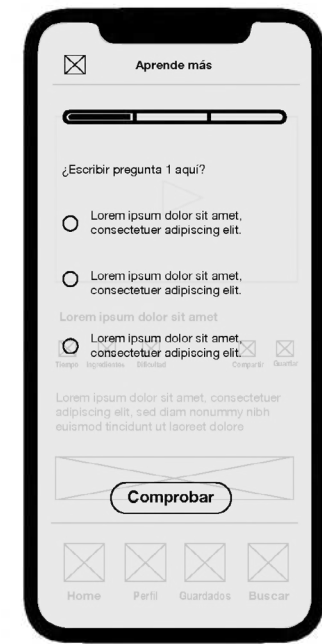 Aprende más
¿Escribir pregunta 1 aquí?
Lorem ipsum dolor sit amet,
consectetuer adipiscing elit.
Lorem ipsum dolor sit amet,
consectetuer adipiscing elit.
Lorem ipsum dolor sit amet
Lorem ipsum dolor sit amet,
consectetuer adipiscing elit.
Tiempo Ingredientes Dificultad Compartir Guardar
Lorem ipsum dolor sit amet, consectetuer
adipiscing elit, sed diam nonummy nibh
euismod tincidunt ut laoreet dolore
Comprobar
Home Perfil Guardados Buscar